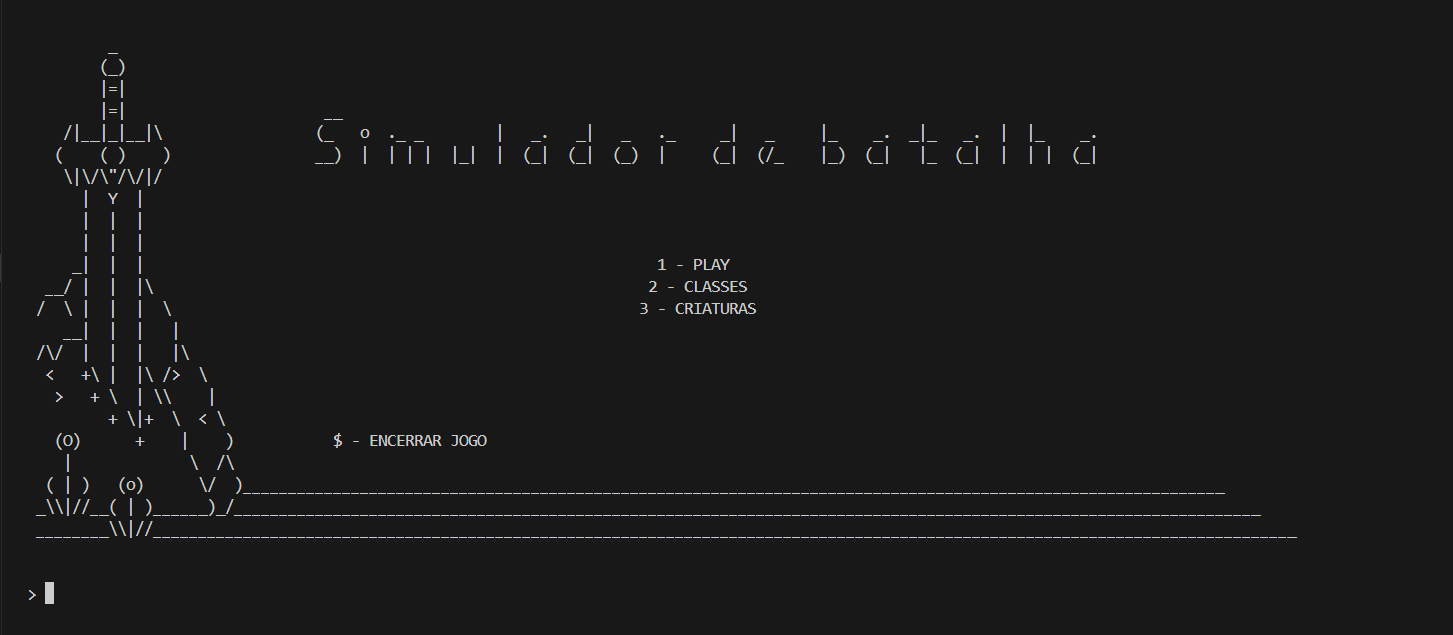 Simulador de batalha
1 - PLAY
2 - CLASSES
3 - CRIATURAS
$ - ENCERRAR JOGO
>